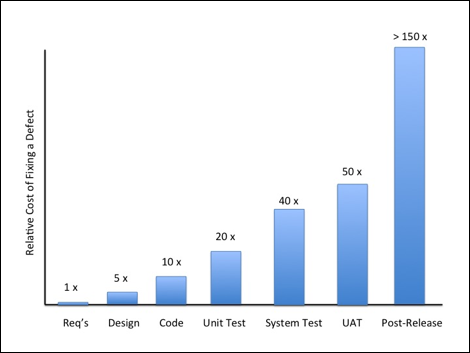 Relative Cost of Fixing a Defect
1 x
5 x
10 x
20 x
40 x
50 x
> 150 x
Req's
Design
Code
Unit Test
System Test
UAT
Post-Release